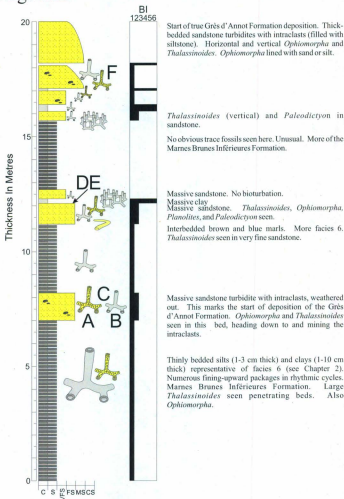 BI
123456
20
Start of true Grès d'Annot Formation deposition. Thick-
bedded sandstone turbidites with intraclasts (filled with
siltstone). Horizontal and vertical Ophiomorpha and
Thalassinoides. Ophiomorpha lined with sand or silt.
F
Thalassinoides (vertical) and Paleodictyon in
sandstone.
15
No obvious trace fossils seen here. Unusual. More of the
Marnes Brunes Inférieures Formation.
Thickness In Metres
DE
Massive sandstone. No bioturbation.
Massive clay
Massive sandstone. Thalassinoides, Ophiomorpha,
Planolites, and Paleodictyon seen.
Interbedded brown and blue marls. More facies 6.
Thalassinoides seen in very fine sandstone.
10
C
A B
Massive sandstone turbidite with intraclasts, weathered
out. This marks the start of deposition of the Grès
d'Annot Formation. Ophiomorpha and Thalassinoides
seen in this bed, heading down to and mining the
intraclasts.
5
Thinly bedded silts (1-3 cm thick) and clays (1-10 cm
thick) representative of facies 6 (see Chapter 2).
Numerous fining-upward packages in rhythmic cycles.
Marnes Brunes Inférieures Formation. Large
Thalassinoides seen penetrating beds. Also
Ophiomorpha.
0
C S VFS FS MS CS